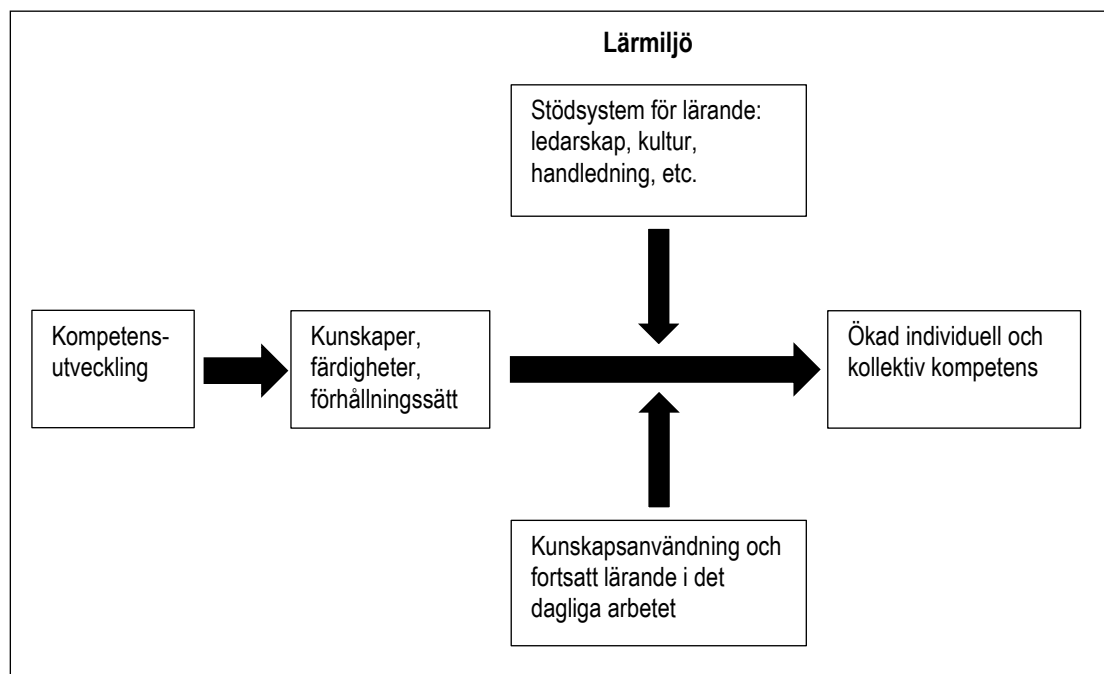 Lärmiljö
Stödsystem för lärande:
ledarskap, kultur,
handledning, etc.
Kompetens-
utveckling
Kunskaper,
färdigheter,
förhållningssätt
Ökad individuell och
kollektiv kompetens
Kunskapsanvändning och
fortsatt lärande i det
dagliga arbetet